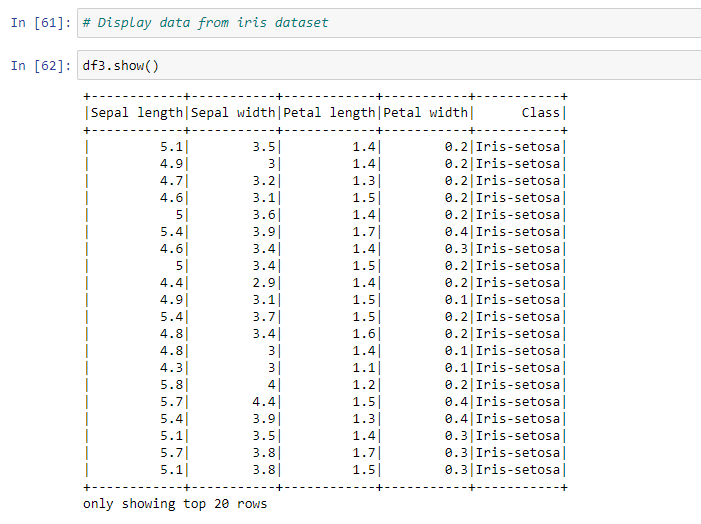 In [61]: # Display data from iris dataset
In [62]: df3.show()
+------------+-----------+------------+-----------+-----------+
|Sepal length|Sepal width|Petal length|Petal width|      Class|
+------------+-----------+------------+-----------+-----------+
|         5.1|        3.5|         1.4|        0.2|Iris-setosa|
|         4.9|          3|         1.4|        0.2|Iris-setosa|
|         4.7|        3.2|         1.3|        0.2|Iris-setosa|
|         4.6|        3.1|         1.5|        0.2|Iris-setosa|
|           5|        3.6|         1.4|        0.2|Iris-setosa|
|         5.4|        3.9|         1.7|        0.4|Iris-setosa|
|         4.6|        3.4|         1.4|        0.3|Iris-setosa|
|           5|        3.4|         1.5|        0.2|Iris-setosa|
|         4.4|        2.9|         1.4|        0.2|Iris-setosa|
|         4.9|        3.1|         1.5|        0.1|Iris-setosa|
|         5.4|        3.7|         1.5|        0.2|Iris-setosa|
|         4.8|        3.4|         1.6|        0.2|Iris-setosa|
|         4.8|          3|         1.4|        0.1|Iris-setosa|
|         4.3|          3|         1.1|        0.1|Iris-setosa|
|         5.8|          4|         1.2|        0.2|Iris-setosa|
|         5.7|        4.4|         1.5|        0.4|Iris-setosa|
|         5.4|        3.9|         1.3|        0.4|Iris-setosa|
|         5.1|        3.5|         1.4|        0.3|Iris-setosa|
|         5.7|        3.8|         1.7|        0.3|Iris-setosa|
|         5.1|        3.8|         1.5|        0.3|Iris-setosa|
+------------+-----------+------------+-----------+-----------+
only showing top 20 rows